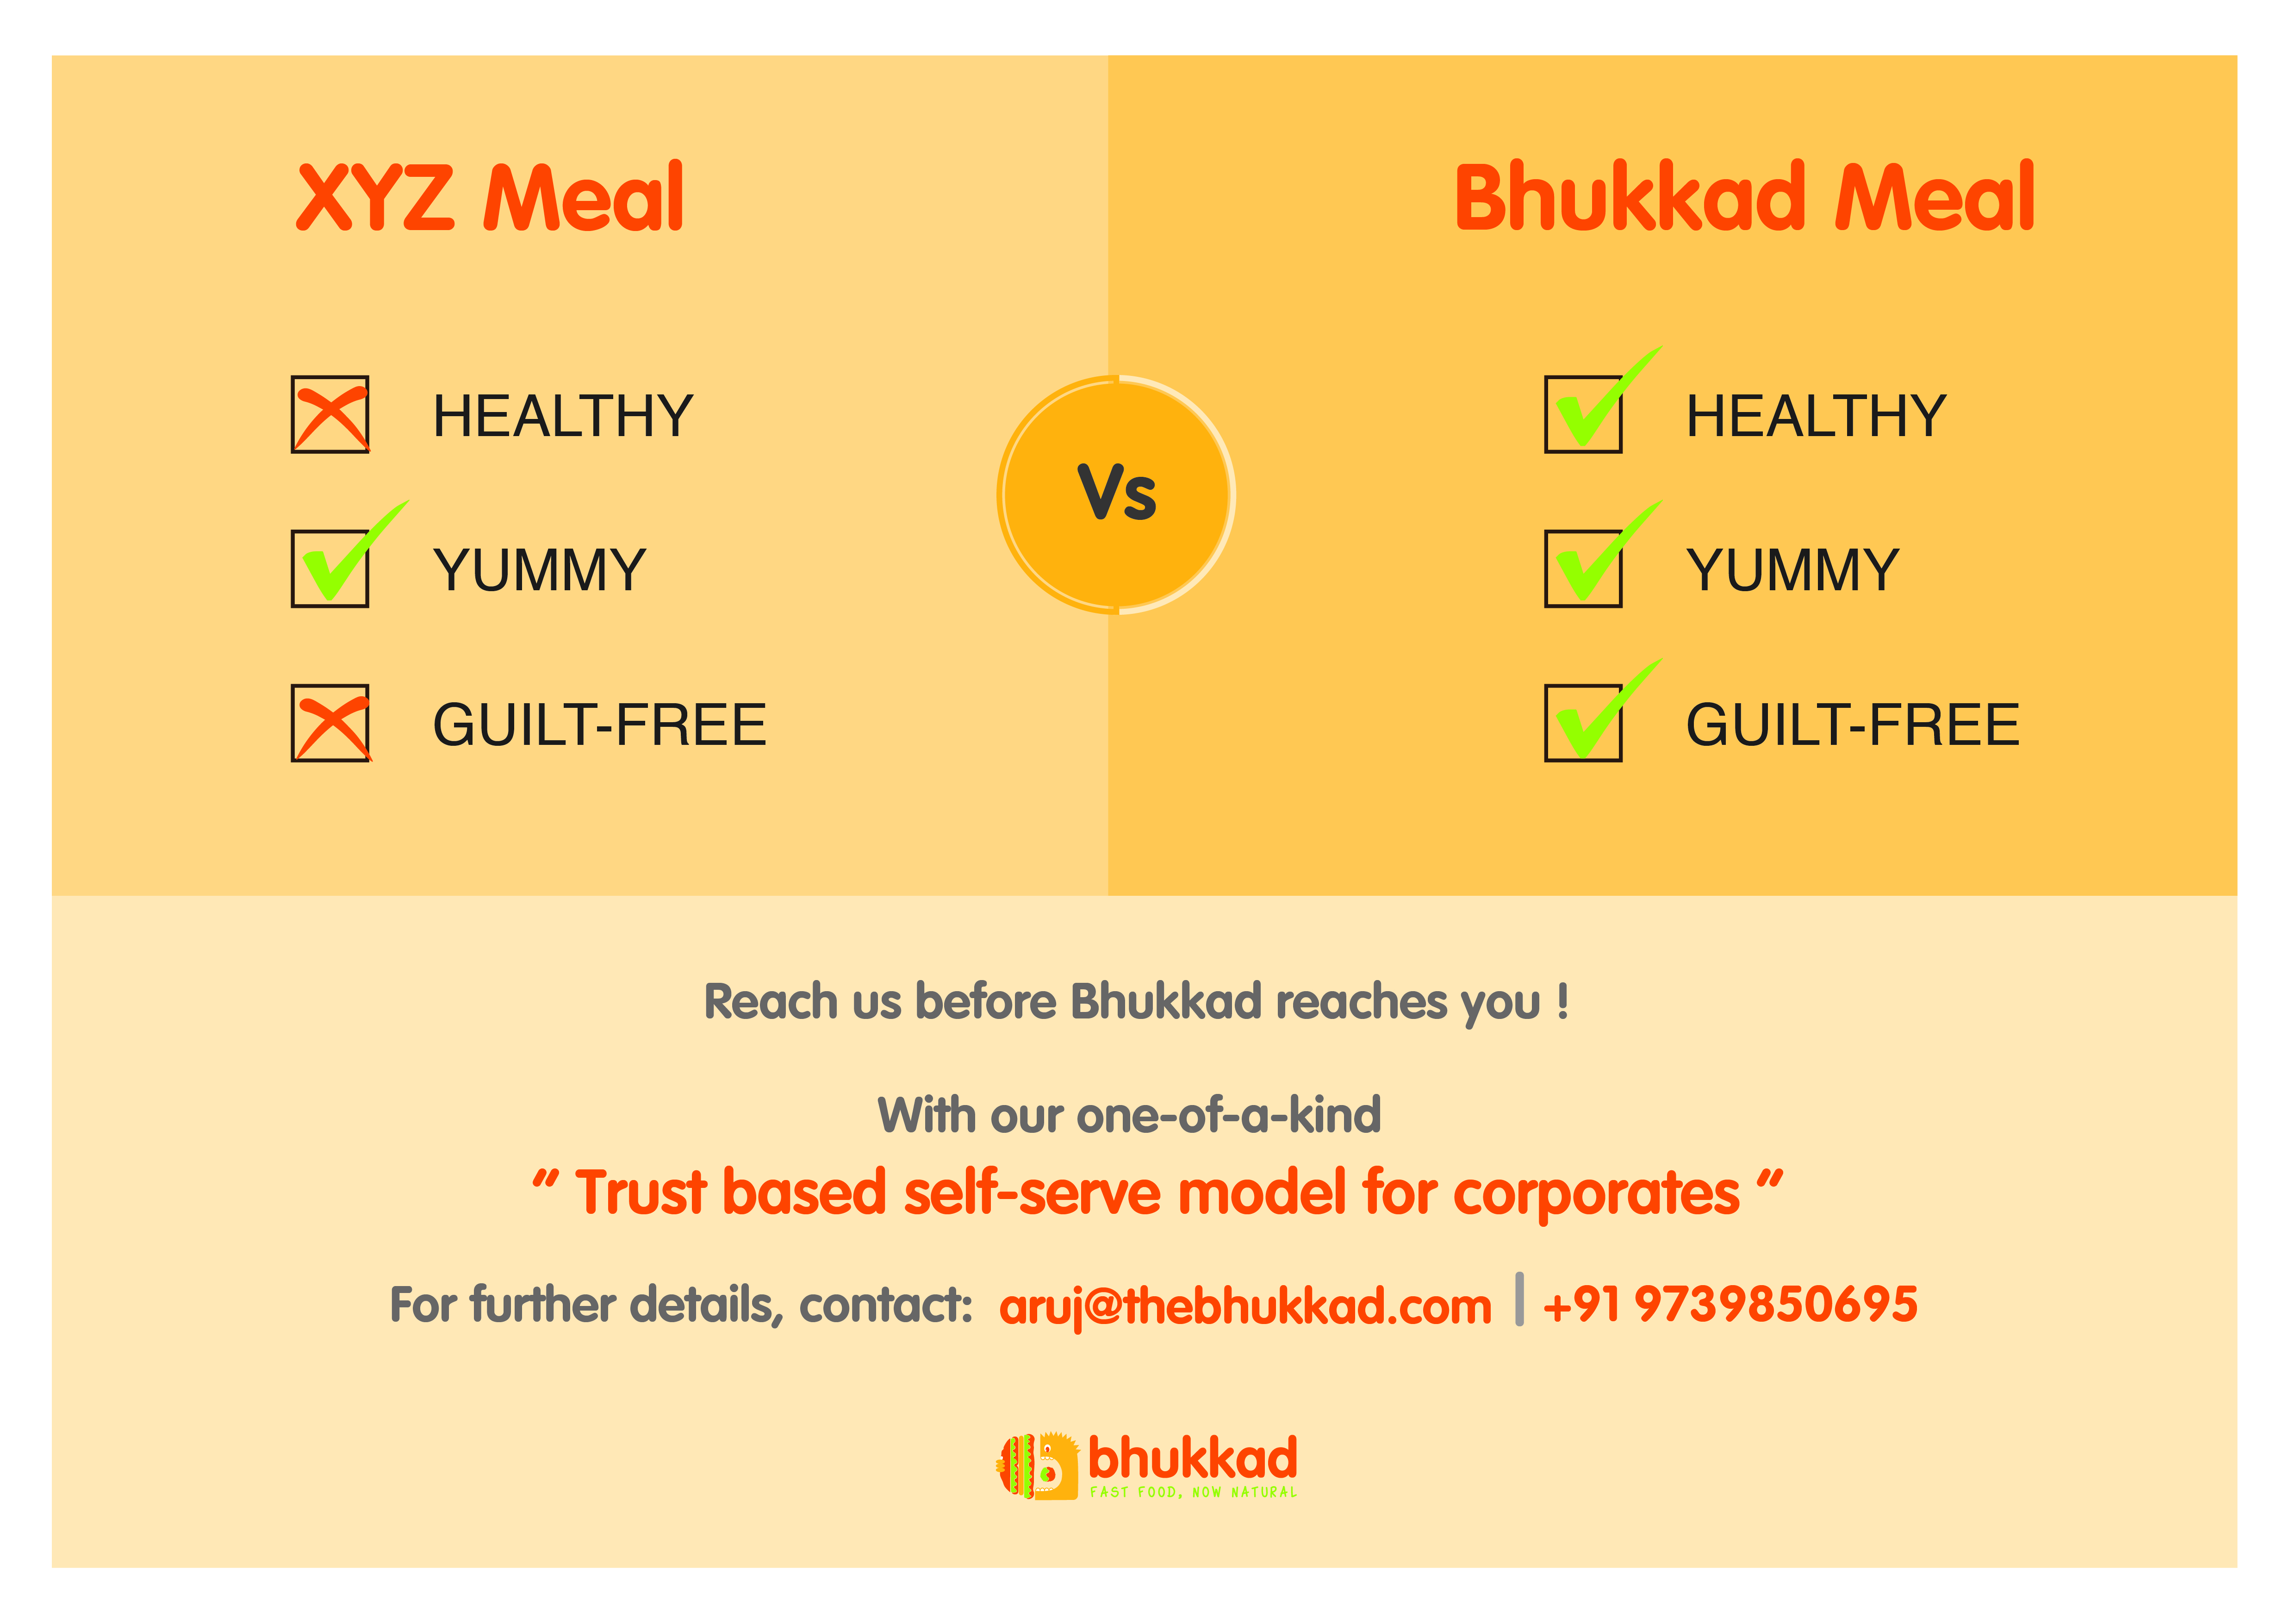 XYZ Meal
HEALTHY
YUMMY
GUILT-FREE
Vs
Bhukkad Meal
HEALTHY
YUMMY
GUILT-FREE
Reach us before Bhukkad reaches you !
With our one-of-a-kind
" Trust based self-serve model for corporates "
For further details, contact: aruj@thebhukkad.com | +91 9739850695
bhukkad
FAST FOOD, NOW NATURAL